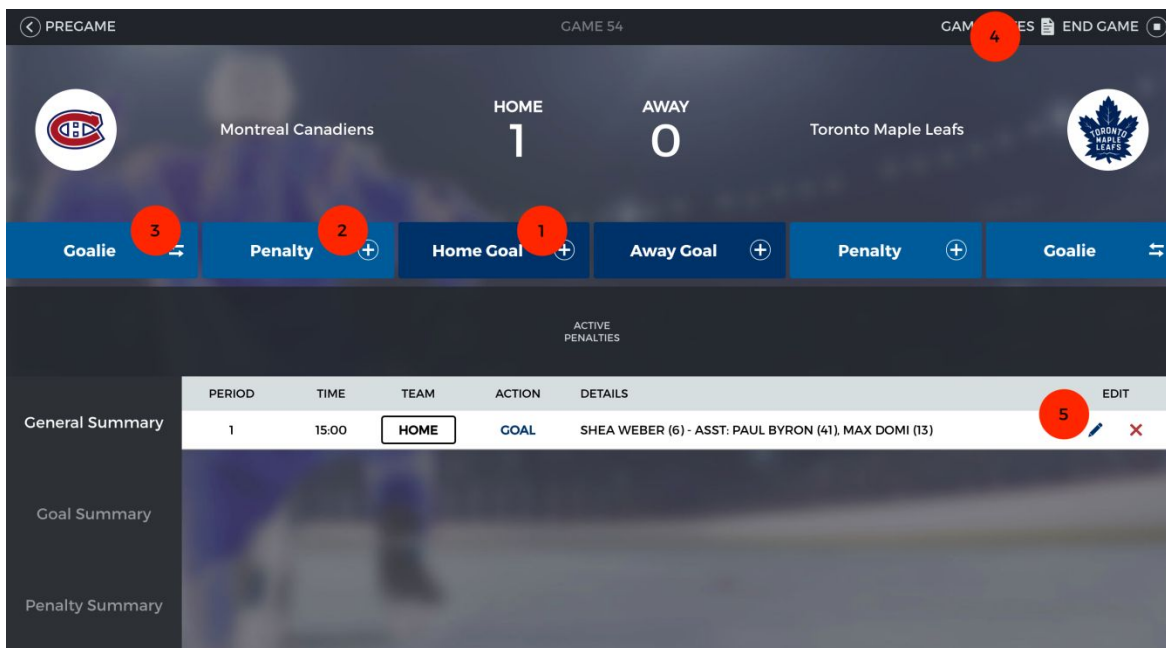 PREGAME
GAME 54
GAM ES END GAME
4
HOME
AWAY
Montreal Canadiens
1
0
Toronto Maple Leafs
TORONTO
MAPLE
LEAFS
3
2
1
Goalie
Penalty
Home Goal
Away Goal
Penalty
Goalie
ACTIVE
PENALTIES
PERIOD TIME TEAM ACTION DETAILS EDIT
General Summary
1 15:00 HOME GOAL SHEA WEBER (6) - ASST: PAUL BYRON (41), MAX DOMI (13)
5
Goal Summary
Penalty Summary